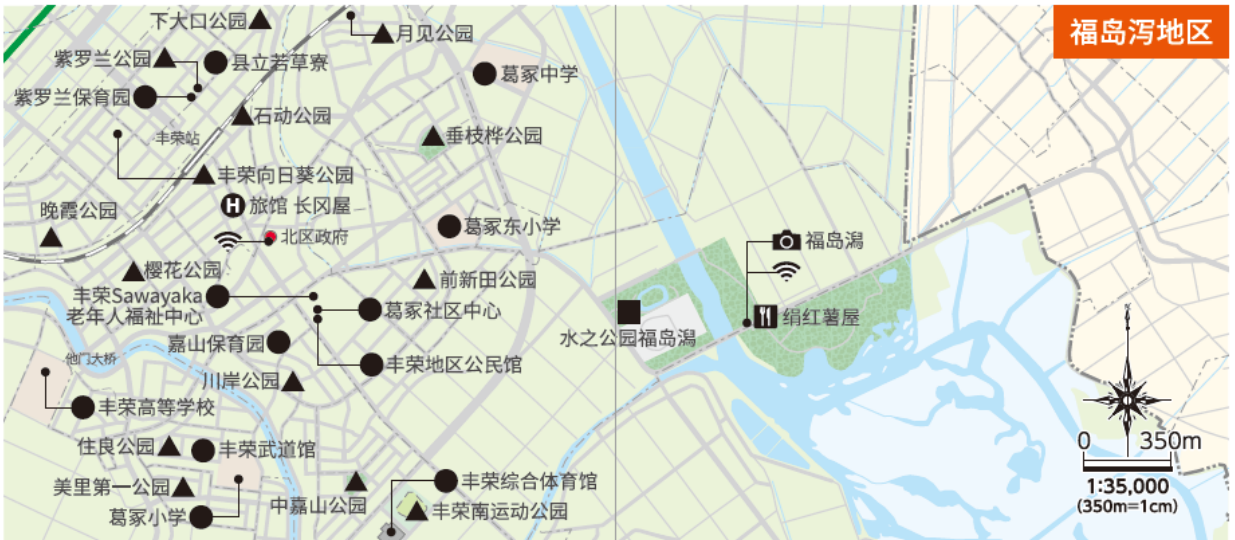 福岛泻地区
下大口公园
月见公园
紫罗兰公园
县立若草寮
葛冢中学
紫罗兰保育园
石动公园
丰荣站
垂枝桦公园
丰荣向日葵公园
晚霞公园
H 旅馆 长冈屋
葛冢东小学
北区政府
福岛潟
樱花公园
前新田公园
丰荣Sawayaka
老年人福祉中心
葛冢社区中心
绢红薯屋
水之公园福岛潟
嘉山保育园
他门大桥
丰荣地区公民馆
川岸公园
丰荣高等学校
住良公园
丰荣武道馆
0 350m
1:35,000
(350m=1cm)
美里第一公园
中嘉山公园
丰荣综合体育馆
葛冢小学
丰荣南运动公园